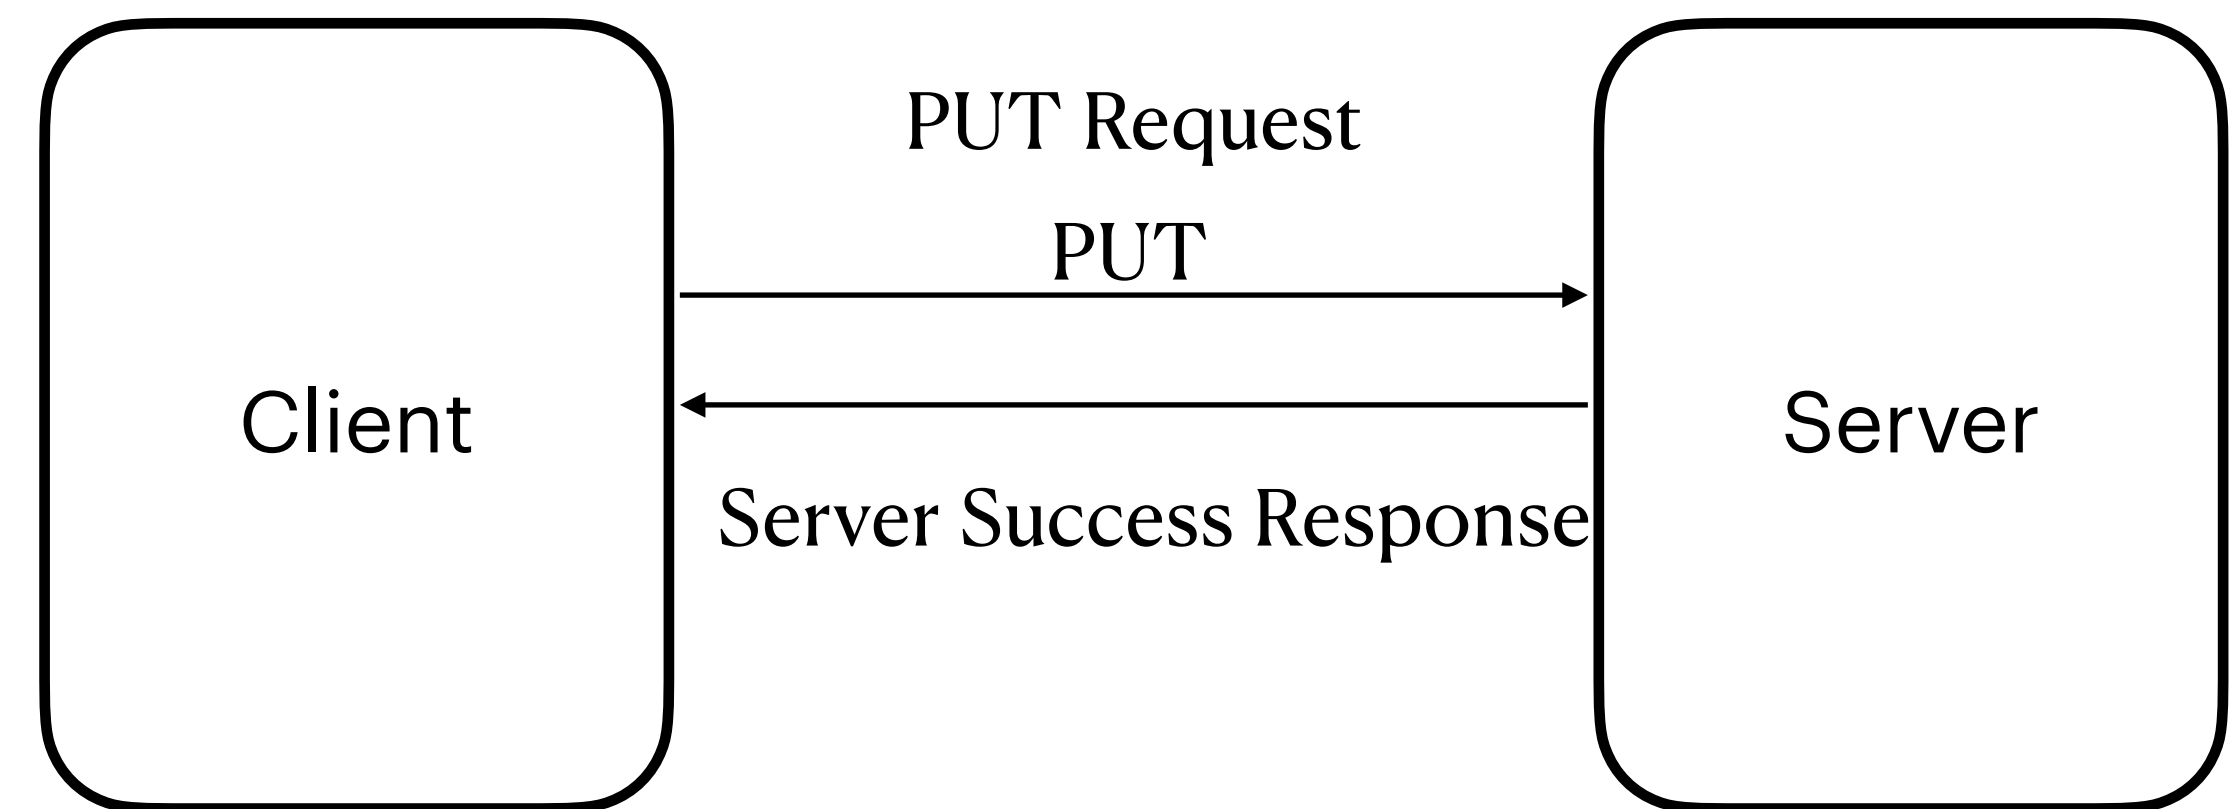 PUT Request
PUT
Client
Server
Server Success Response